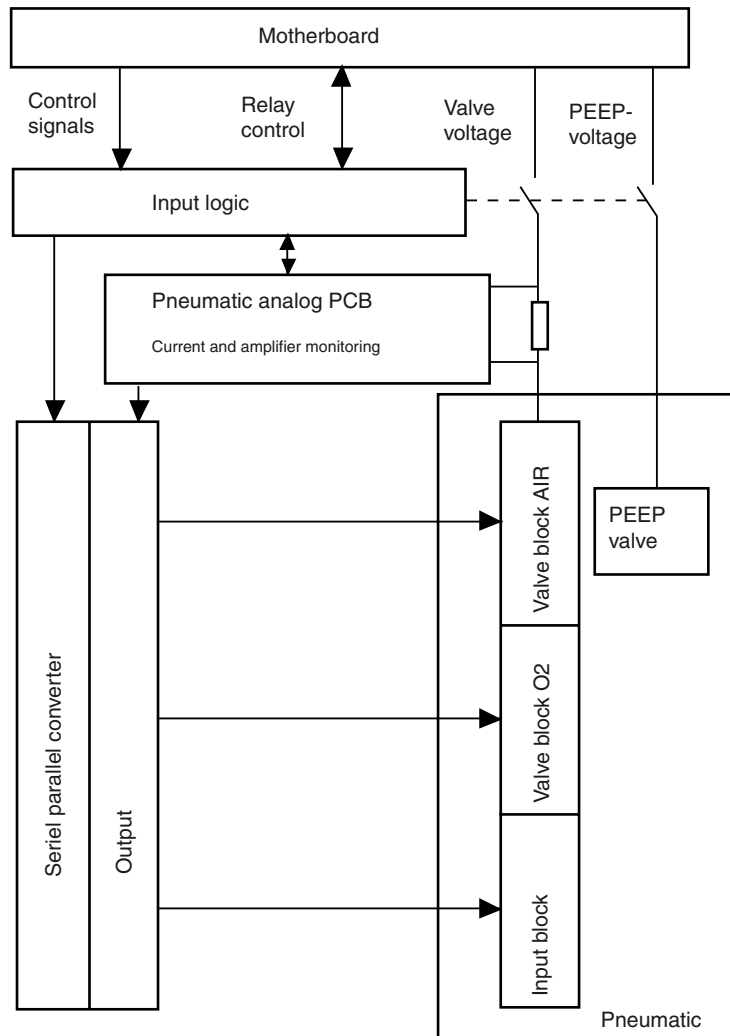 Motherboard
Control
signals
Relay
control
Valve
voltage
PEEP-
voltage
Input logic
Pneumatic analog PCB
Current and amplifier monitoring
Seriel parallel converter
Output
Valve block AIR
Valve block O2
Input block
PEEP
valve
Pneumatic